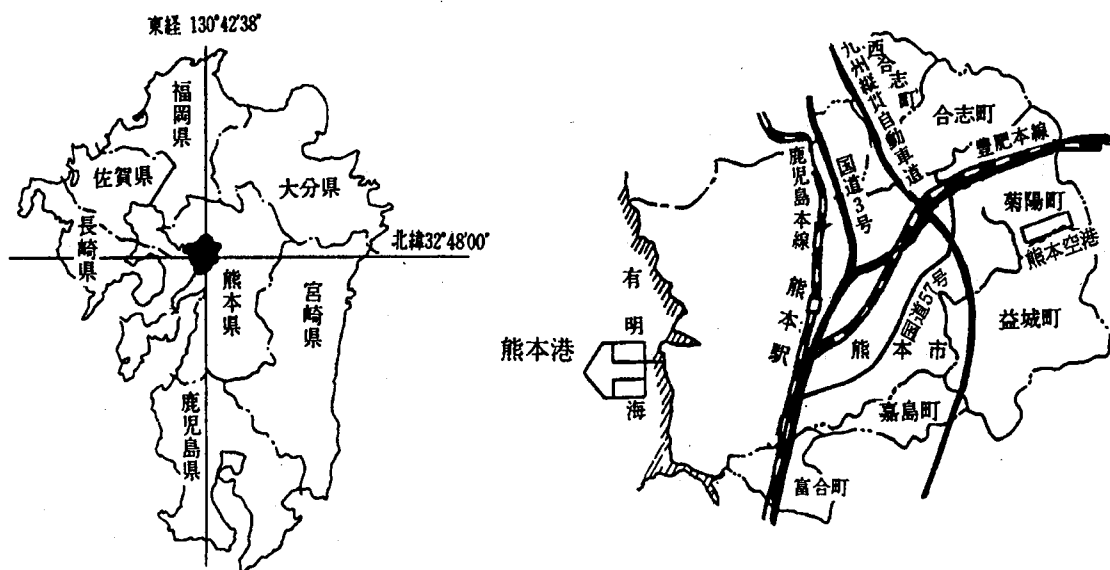 東経 130°42′38″
福岡県
佐賀県
大分県
長崎県
北緯32°48′00″
熊本県
宮崎県
鹿児島県
九州縦貫自動車道
西合志町
合志町
豊肥本線
鹿児島本線
国道3号
菊陽町
熊本空港
有明海
熊本港
熊本駅
国道57号
熊本市
益城町
嘉島町
富合町